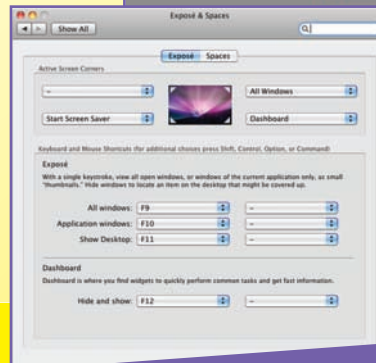 Exposé & Spaces
Show All
Exposé Spaces
Active Screen Corners
– All Windows
Start Screen Saver Dashboard
Keyboard and Mouse Shortcuts (for additional choices press Shift, Control, Option, or Command)
Exposé
With a single keystroke, view all open windows, or windows of the current application only, as small
"thumbnails." Hide windows to locate an item on the desktop that might be covered up.
All windows: F9 –
Application windows: F10 –
Show Desktop: F11 –
Dashboard
Dashboard is where you find widgets to quickly perform common tasks and get fast information.
Hide and show: F12 –